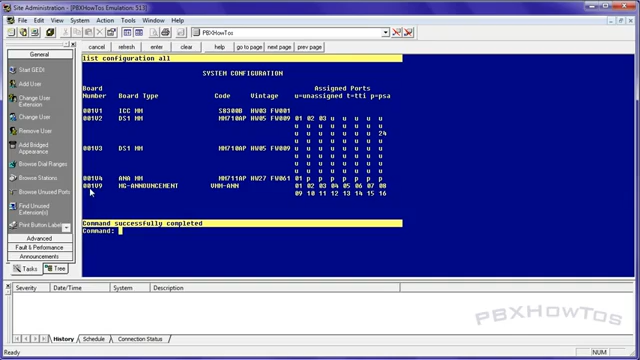 Site Administration - [PBXHowTos Emulation: S13]
File Edit View System Action Tools Window Help
PBXHowTos
General
Start GEDI
Add User
Change User
Extension
Change User
Remove User
Add Bridged
Appearance
Browse Dial Ranges
Browse Stations
Browse Unused Ports
Find Unused
Extension(s)
Print Button Labels
Advanced
Fault & Performance
Announcements
Tasks Tree
cancel refresh enter clear help go to page next page prev page
list configuration all
SYSTEM CONFIGURATION
Board Assigned Ports
Number Board Type Code Vintage u=unassigned t=tti p=psa
001V1 ICC MM S8300B HW03 FW001
001V2 DS1 MM MM710AP HW05 FW009 01 02 03 u u u u u
u u u u u u u u
u u u u u u u 24
001V3 DS1 MM MM710AP HW05 FW009 u u u u u u u u
u u u u u u u u
u u u u u u u u
001V4 ANA MM MM711AP HW27 FW061 01 p p p p p p p
001V9 MG-ANNOUNCEMENT VMM-ANN 01 02 03 04 05 06 07 08
09 10 11 12 13 14 15 16
Command successfully completed
Command:
Severity Date/Time System Description
PBXHowTos
History Schedule Connection Status
Ready NUM